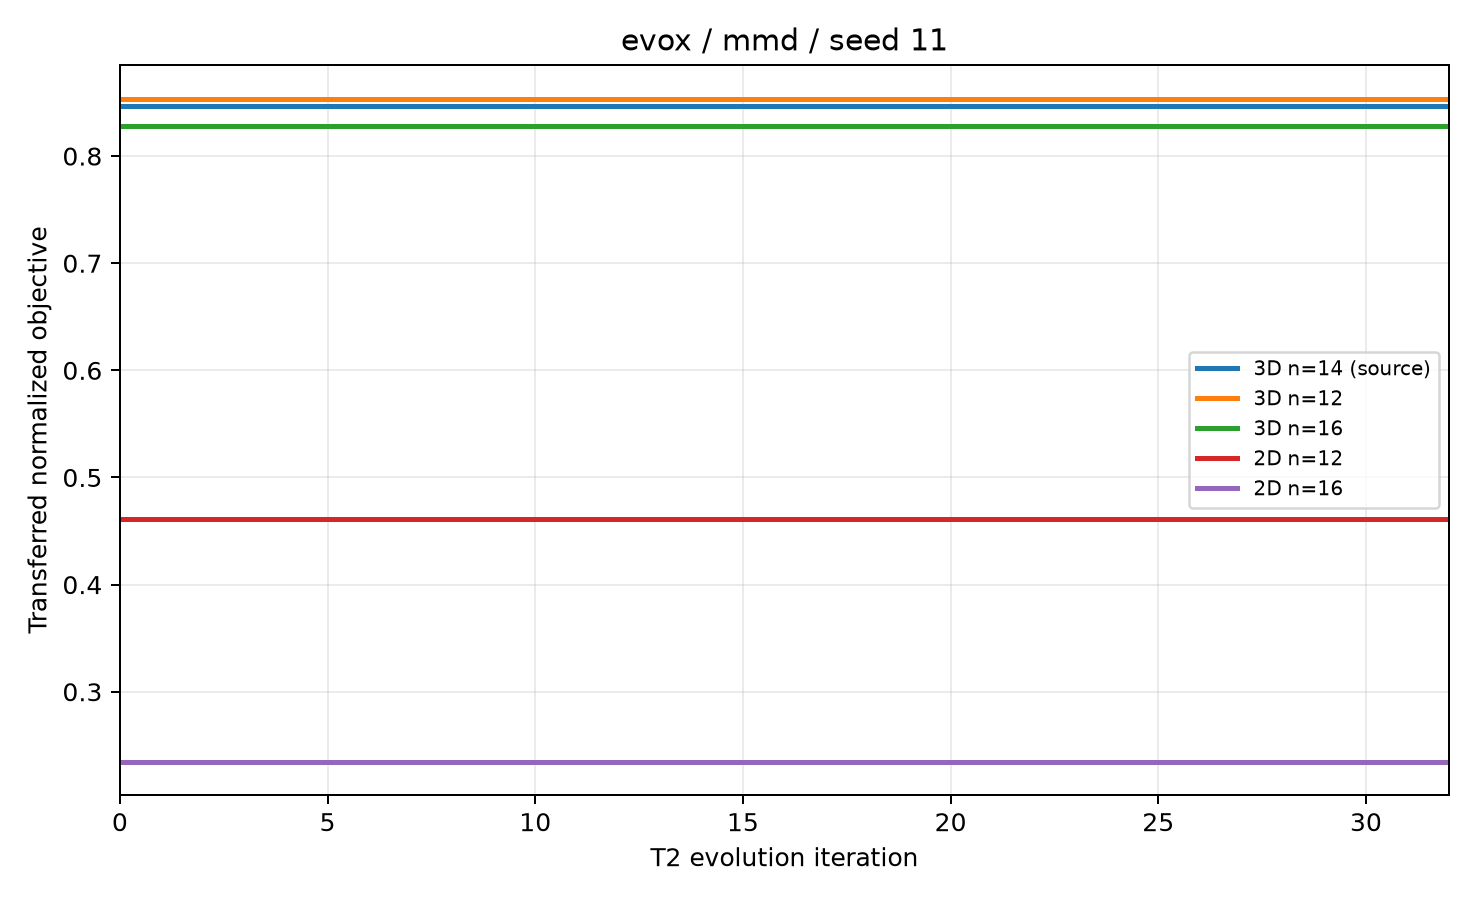 evox / mmd / seed 11
Transferred normalized objective
0.8
0.7
0.6
0.5
0.4
0.3
3D n=14 (source)
3D n=12
3D n=16
2D n=12
2D n=16
0 5 10 15 20 25 30
T2 evolution iteration